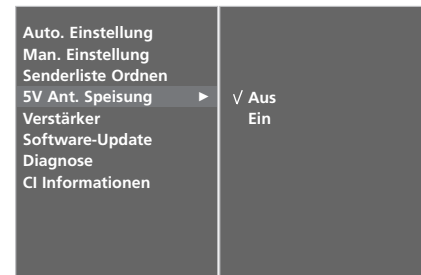 Auto. Einstellung
Man. Einstellung
Senderliste Ordnen
5V Ant. Speisung ►
Verstärker
Software-Update
Diagnose
CI Informationen
√ Aus
Ein